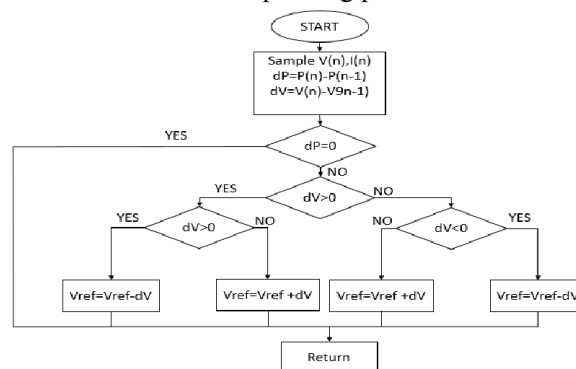 START
Sample V(n),I(n)
dP=P(n)-P(n-1)
dV=V(n)-V9n-1)
YES
dP=0
NO
YES
dV>0
NO
YES
dV>0
NO
NO
dV<0
YES
Vref=Vref-dV
Vref=Vref +dV
Vref=Vref +dV
Vref=Vref-dV
Return